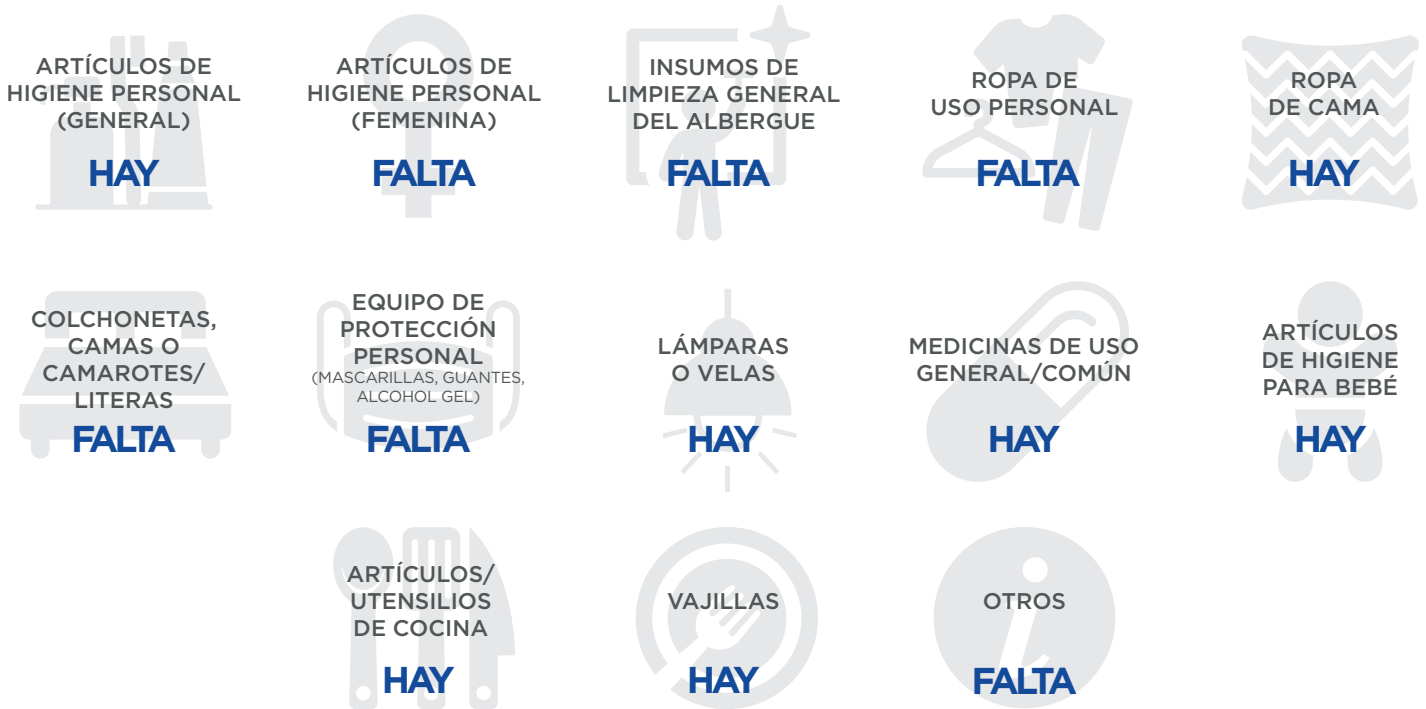 ARTÍCULOS DE
HIGIENE PERSONAL
(GENERAL)
HAY
ARTÍCULOS DE
HIGIENE PERSONAL
(FEMENINA)
FALTA
INSUMOS DE
LIMPIEZA GENERAL
DEL ALBERGUE
FALTA
ROPA DE
USO PERSONAL
FALTA
ROPA
DE CAMA
HAY
COLCHONETAS,
CAMAS O
CAMAROTES/
LITERAS
FALTA
EQUIPO DE
PROTECCIÓN
PERSONAL
(MASCARILLAS, GUANTES,
ALCOHOL GEL)
FALTA
LÁMPARAS
O VELAS
HAY
MEDICINAS DE USO
GENERAL/COMÚN
HAY
ARTÍCULOS
DE HIGIENE
PARA BEBÉ
HAY
ARTÍCULOS/
UTENSILIOS
DE COCINA
HAY
VAJILLAS
HAY
OTROS
FALTA